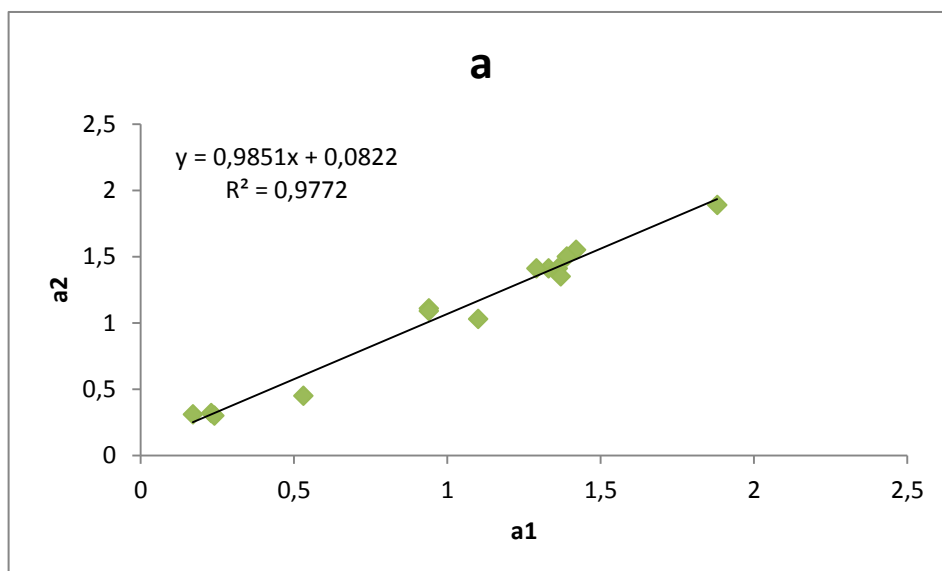 a
y = 0,9851x + 0,0822
R² = 0,9772
2,5
2
1,5
1
0,5
0
a2
0 0,5 1 1,5 2 2,5
a1